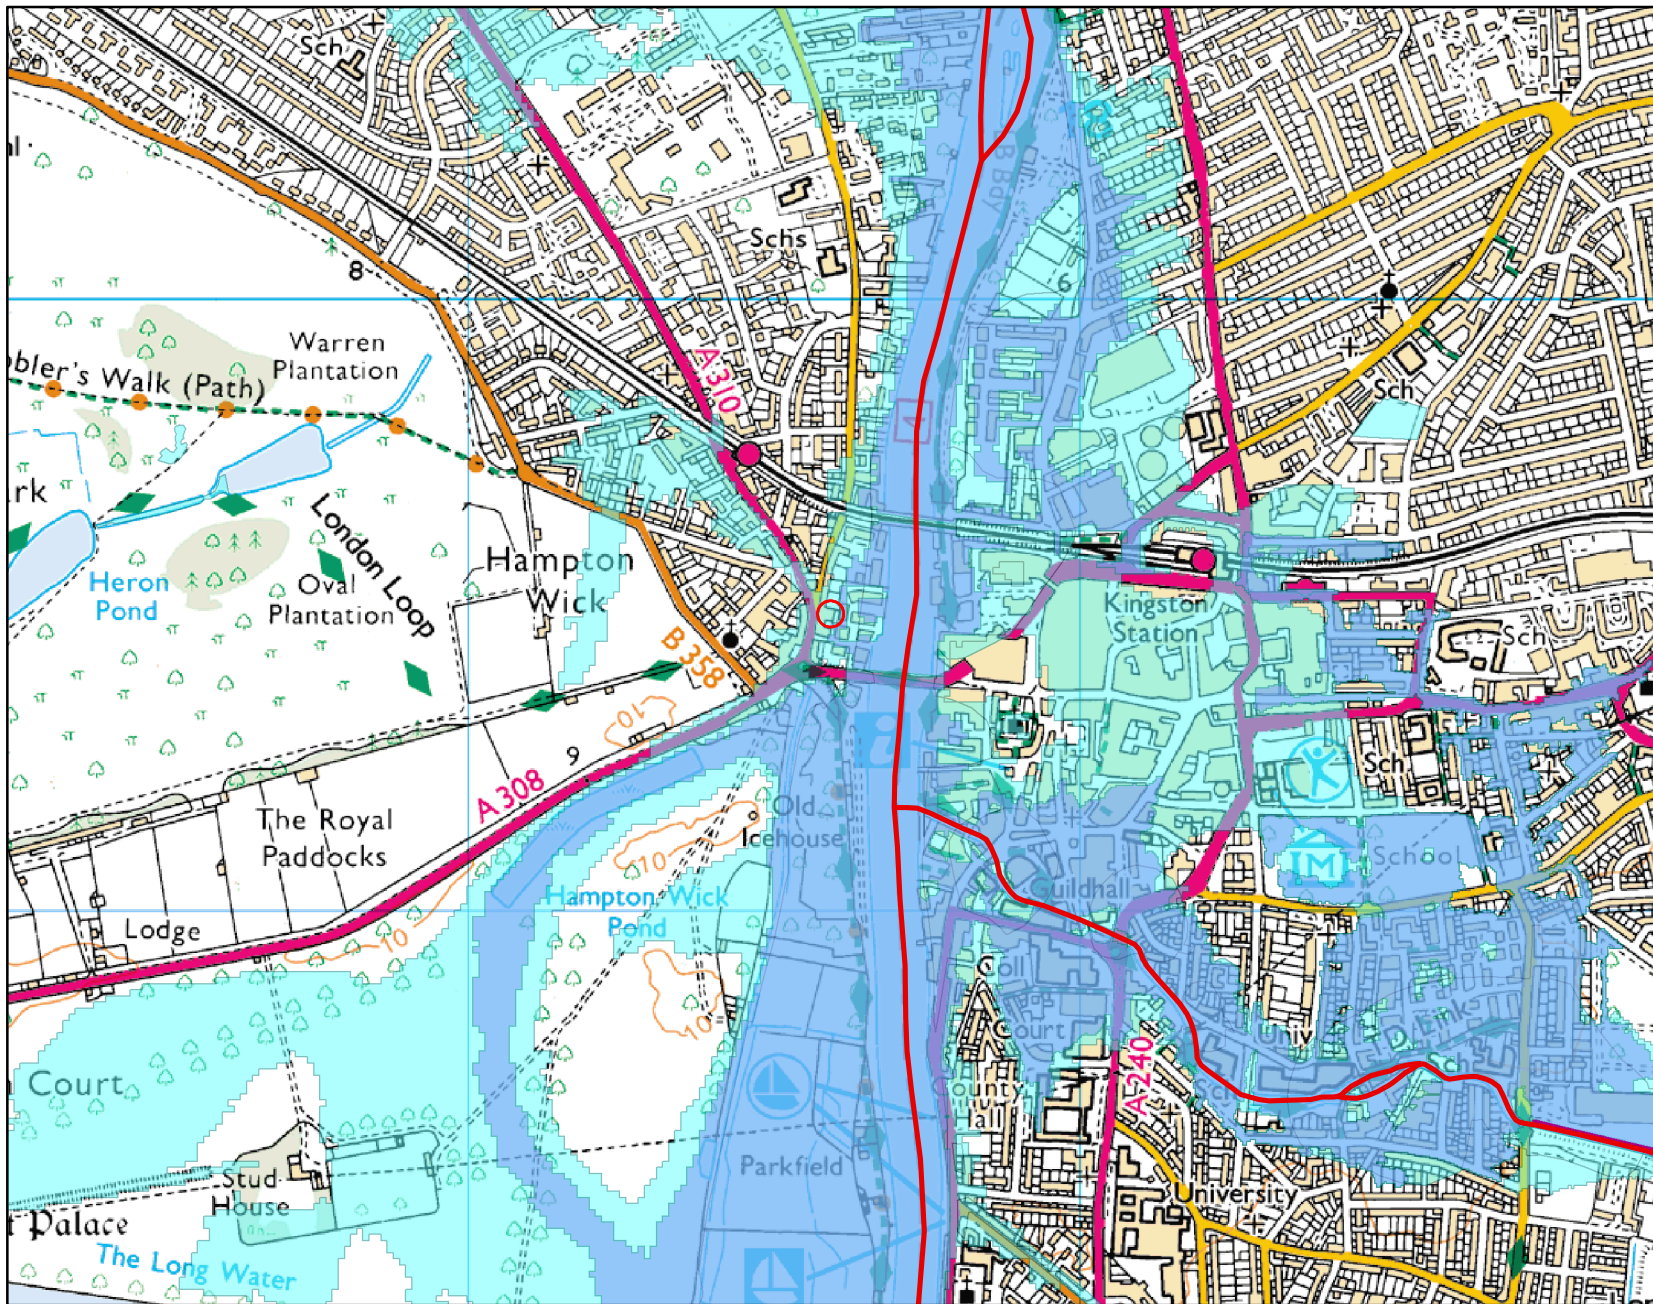 Sch
Schs
8
6
Warren
Plantation
bler's Walk (Path)
A 310
Sch
rk
London Loop
Heron
Pond
Oval
Plantation
Hampton
Wick
B 358
Kingston
Station
Sch
10
9
A 308
Sch
The Royal
Paddocks
Old
Icehouse
10
Hampton Wick
Pond
Guildhall
School
IM
Lodge
10
10
Coll
Court
Univ
Court
A 240
County
Hall
Parkfield
Stud
House
University
t Palace
The Long Water